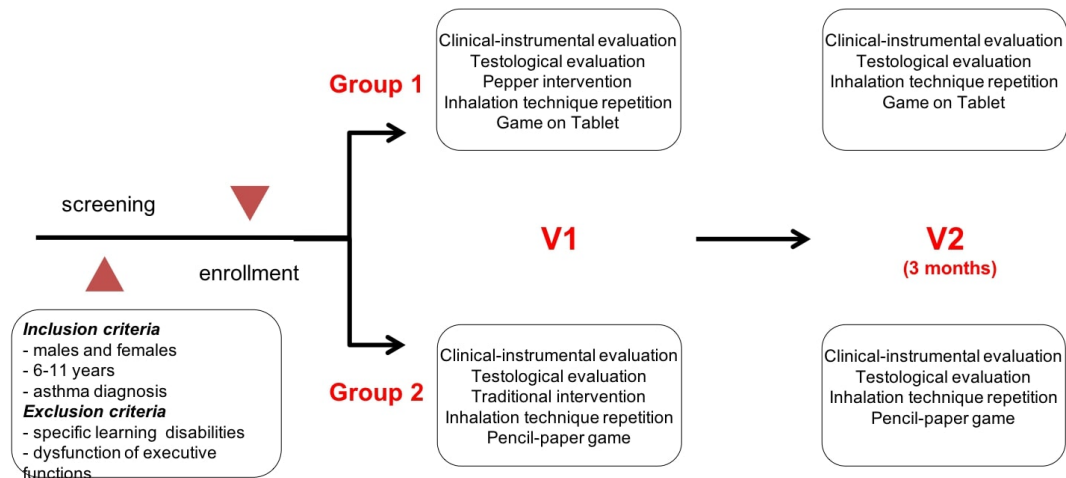 screening
enrollment
Inclusion criteria
- males and females
- 6-11 years
- asthma diagnosis
Exclusion criteria
- specific learning disabilities
- dysfunction of executive
functions
Group 1
Clinical-instrumental evaluation
Testological evaluation
Pepper intervention
Inhalation technique repetition
Game on Tablet
Clinical-instrumental evaluation
Testological evaluation
Inhalation technique repetition
Game on Tablet
V1
V2
(3 months)
Group 2
Clinical-instrumental evaluation
Testological evaluation
Traditional intervention
Inhalation technique repetition
Pencil-paper game
Clinical-instrumental evaluation
Testological evaluation
Inhalation technique repetition
Pencil-paper game